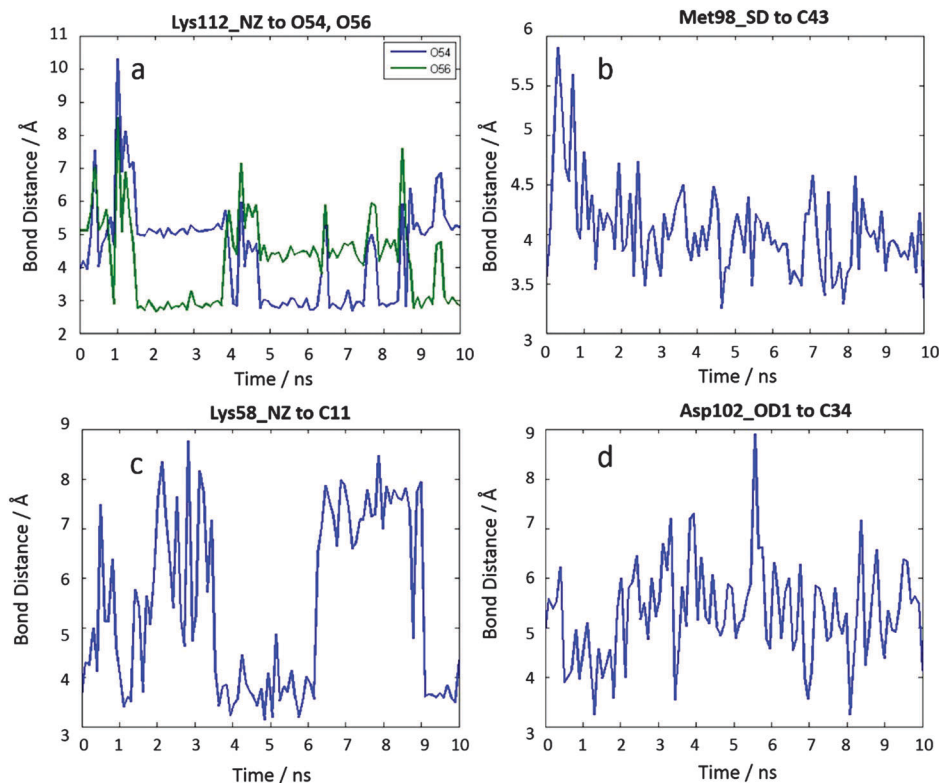 Lys112_NZ to O54, O56
11
10
9
8
7
6
5
4
3
2
Bond Distance / Å
a
O54
O56
0 1 2 3 4 5 6 7 8 9 10
Time / ns
Met98_SD to C43
6
5.5
5
4.5
4
3.5
3
Bond Distance / Å
b
0 1 2 3 4 5 6 7 8 9 10
Time / ns
Lys58_NZ to C11
9
8
7
6
5
4
3
Bond Distance / Å
c
0 1 2 3 4 5 6 7 8 9 10
Time / ns
Asp102_OD1 to C34
9
8
7
6
5
4
3
Bond Distance / Å
d
0 1 2 3 4 5 6 7 8 9 10
Time / ns